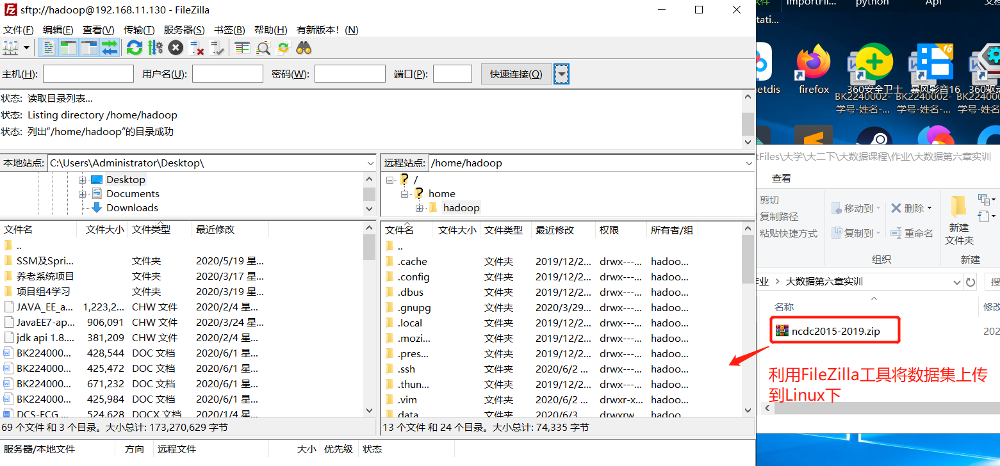 sftp://hadoop@192.168.11.130 - FileZilla
文件(F) 编辑(E) 查看(V) 传输(T) 服务器(S) 书签(B) 帮助(H) 有新版本! (N)
主机(H): 用户名(U): 密码(W): 端口(P): 快速连接(Q)
状态: 读取目录列表...
状态: Listing directory /home/hadoop
状态: 列出“/home/hadoop”的目录成功
本地站点: C:\Users\Administrator\Desktop\
Desktop
Documents
Downloads
文件名 文件大小 文件类型 最近修改
..
SSM及Spri... 文件夹 2020/5/19 星...
养老系统项目 文件夹 2020/3/17 星...
项目组4学习 文件夹 2020/3/19 星...
JAVA_EE_a... 1,223,2... CHW 文件 2020/2/4 星...
JavaEE7-ap... 906,091 CHW 文件 2020/3/24 星...
jdk api 1.8.... 381,209 CHW 文件 2020/2/4 星...
BK224000... 428,544 DOC 文档 2020/6/1 星...
BK224000... 425,472 DOC 文档 2020/6/1 星...
BK224000... 671,232 DOC 文档 2020/6/1 星...
BK224000... 425,984 DOC 文档 2020/6/1 星...
DCS-ECG ... 524,628 DOCX 文档 2020/1/4 星...
69 个文件 和 3 个目录。大小总计: 173,270,629 字节
远程站点: /home/hadoop
/
home
hadoop
文件名 文件大小 文件类型 最近修改 权限 所有者/组
..
.cache 文件夹 2019/12/2... drwx---... hadoo...
.config 文件夹 2019/12/2... drwx---... hadoo...
.dbus 文件夹 2019/12/2... drwx---... hadoo...
.gnupg 文件夹 2020/3/29... drwx---... hadoo...
.local 文件夹 2019/12/2... drwx---... hadoo...
.mozi... 文件夹 2019/12/2... drwx---... hadoo...
.pres... 文件夹 2019/12/2... drwx---... hadoo...
.ssh 文件夹 2020/6/2 ... drwx---... hadoo...
.thun... 文件夹 2019/12/2... drwx---... hadoo...
.vim 文件夹 2020/6/2 ... drwxr-x... hadoo...
data 文件夹 2020/6/3 drwxrw hadoo...
13 个文件 和 24 个目录。大小总计: 74,335 字节
服务器/本地文件 方向 远程文件 大小 优先级 状态
软件 ImportFi... python Api 文档
tati...
etdis firefox 360安全卫士 暴风影音16 360驱动
BK2240002- BK2240002- BK224000
学号-姓名-... 学号-姓名-... 学号-姓名
tFiles\大学\大二下\大数据课程\作业\大数据第六章实训
查看
剪切
复制路径
粘贴快捷方式
移动到 删除
复制到 重命名
新建
文件夹
组织 新建
作业 大数据第六章实训 搜
名称 修改
ncdc2015-2019.zip 202
利用FileZilla工具将数据集上传
到Linux下
16